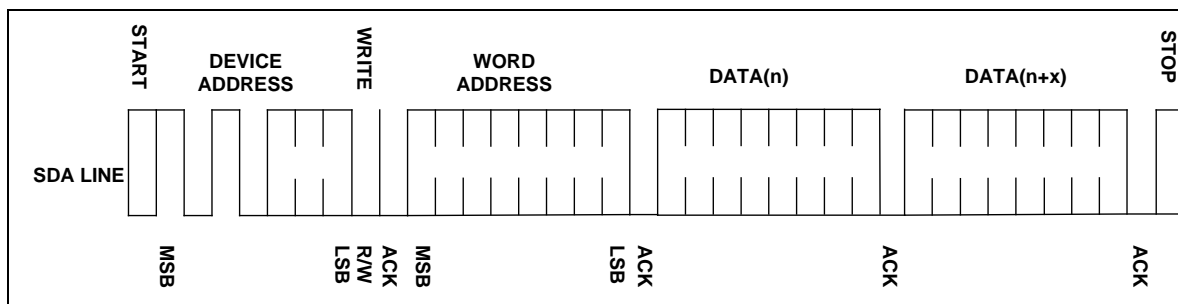 START
DEVICE
ADDRESS
WRITE
WORD
ADDRESS
DATA(n)
DATA(n+x)
STOP
SDA LINE
MSB
LSB
R/W
ACK
MSB
LSB
ACK
ACK
ACK